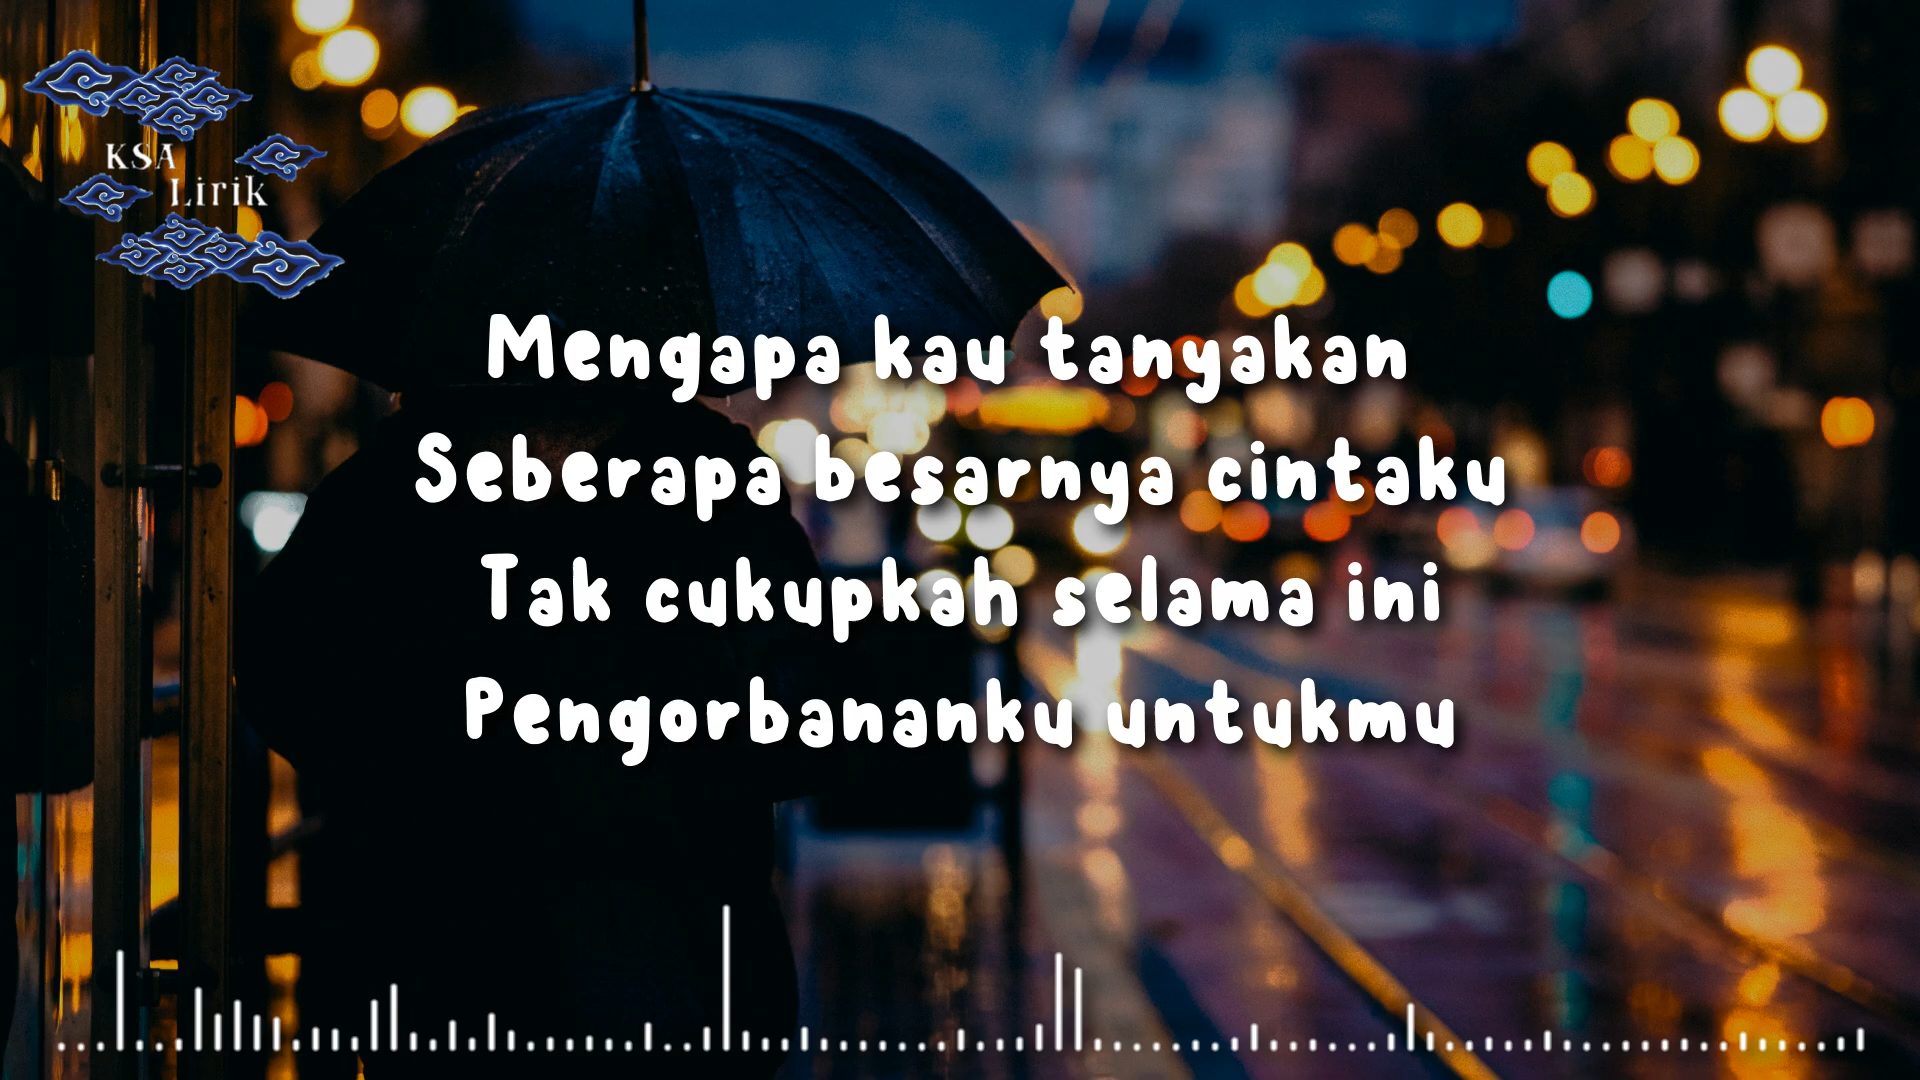 KSA
Lirik
Mengapa kau tanyakan
Seberapa besarnya cintaku
Tak cukupkah selama ini
Pengorbananku untukmu